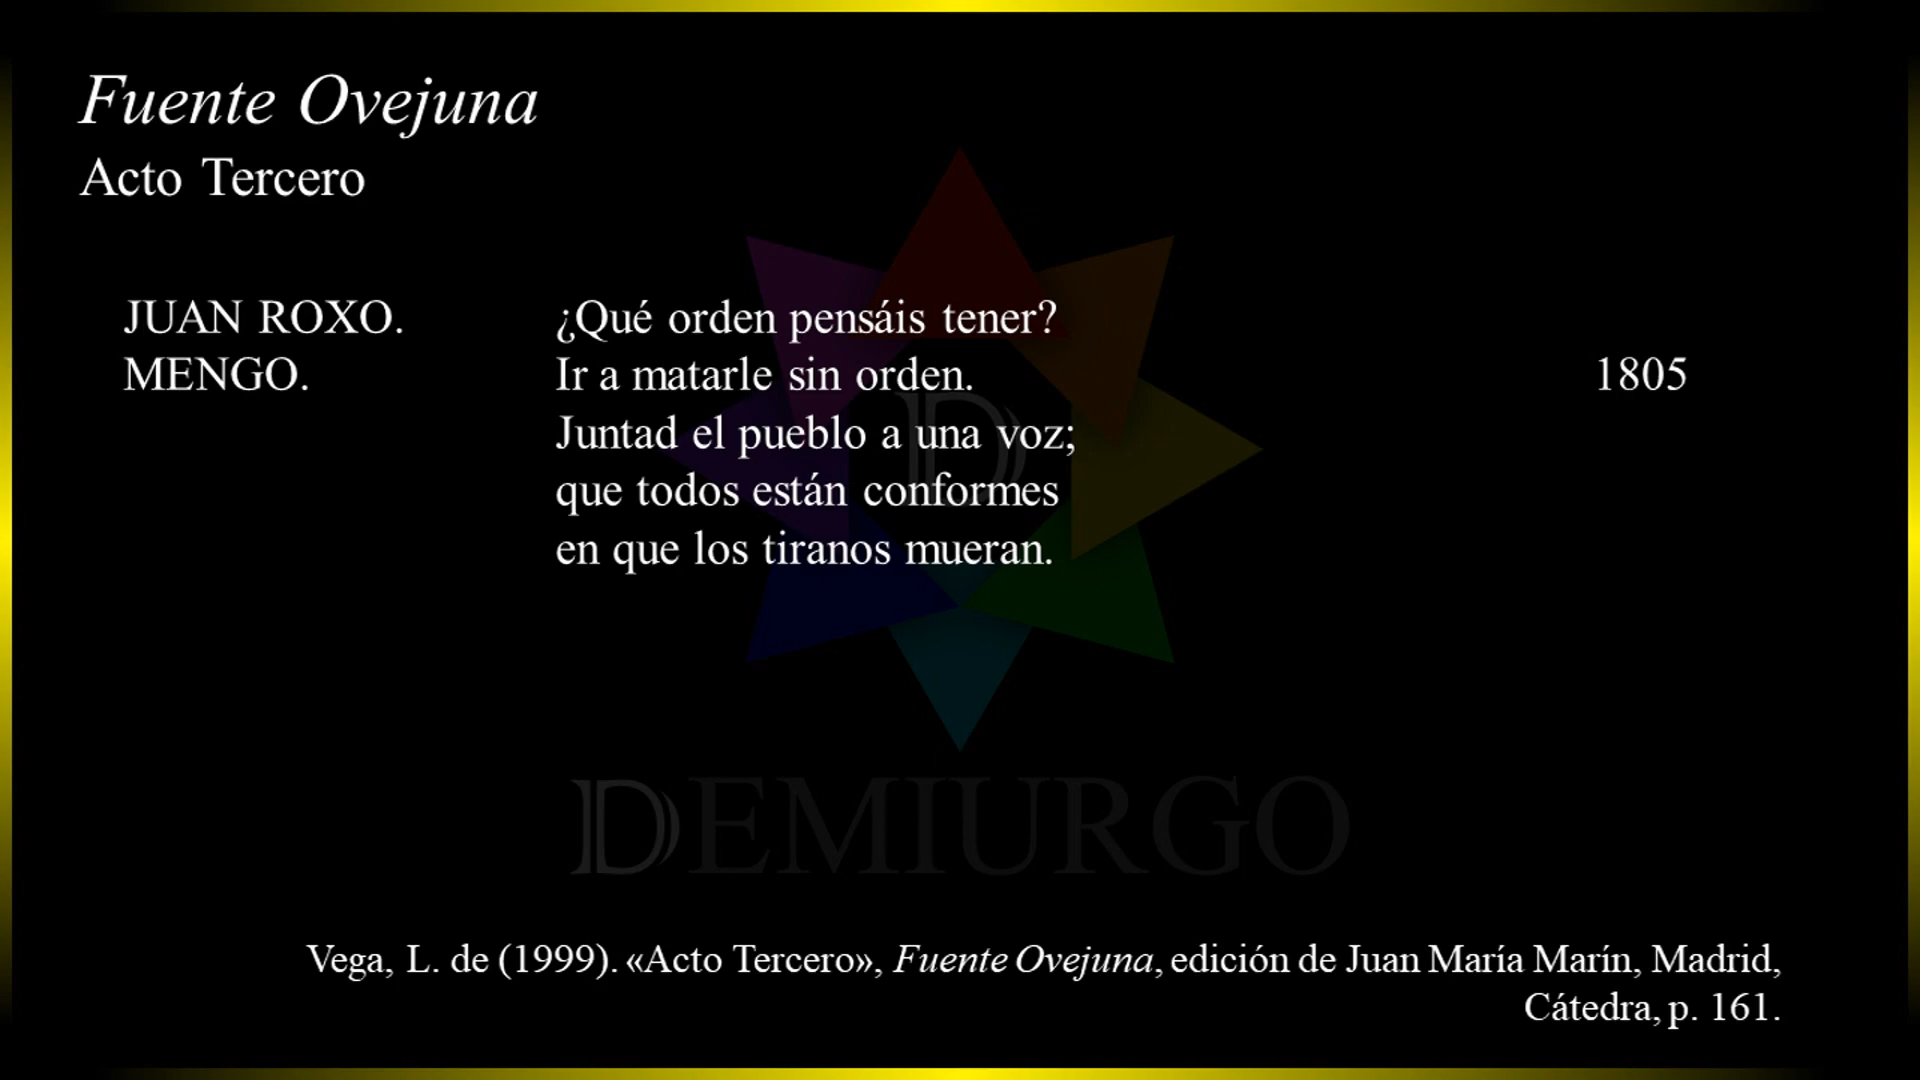 Fuente Ovejuna
Acto Tercero
JUAN ROXO. ¿Qué orden pensáis tener?
MENGO. Ir a matarle sin orden. 1805
Juntad el pueblo a una voz;
que todos están conformes
en que los tiranos mueran.
D
DEMIURGO
Vega, L. de (1999). «Acto Tercero», Fuente Ovejuna, edición de Juan María Marín, Madrid,
Cátedra, p. 161.